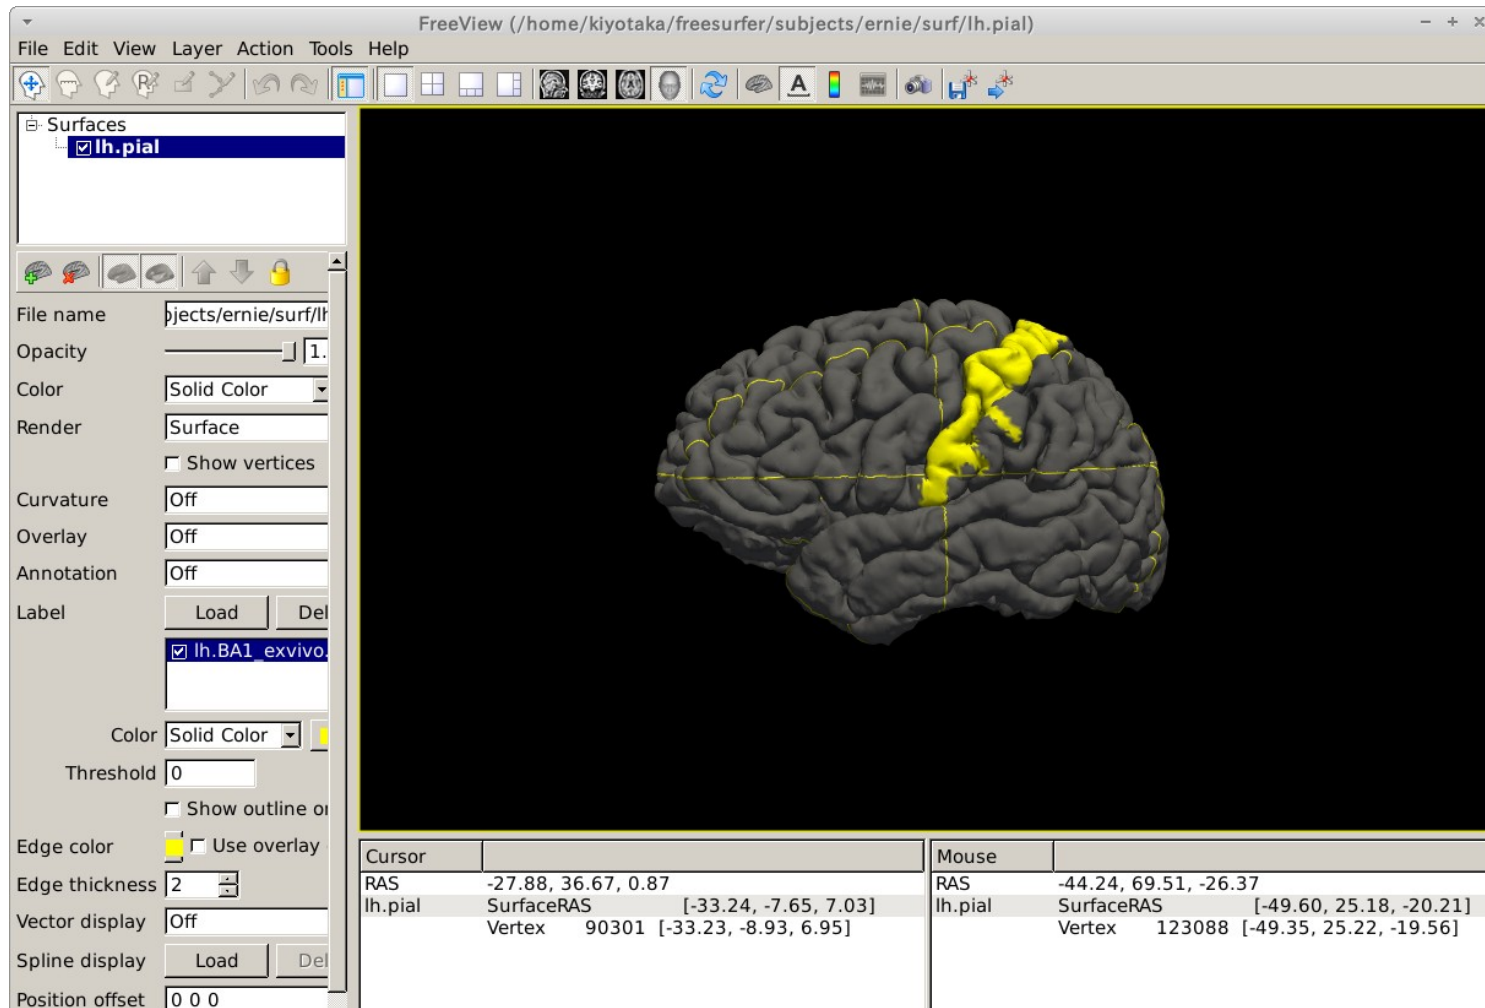 FreeView (/home/kiyotaka/freesurfer/subjects/ernie/surf/lh.pial)
File Edit View Layer Action Tools Help
Surfaces
lh.pial
File name
bjects/ernie/surf/lh
Opacity
1.
Color
Solid Color
Render
Surface
Show vertices
Curvature
Off
Overlay
Off
Annotation
Off
Label
Load
Del
lh.BA1_exvivo.
Color
Solid Color
Threshold
0
Show outline or
Edge color
Use overlay
Edge thickness
2
Vector display
Off
Spline display
Load
Del
Position offset
0 0 0
Cursor
RAS -27.88, 36.67, 0.87
lh.pial SurfaceRAS [-33.24, -7.65, 7.03]
Vertex 90301 [-33.23, -8.93, 6.95]
Mouse
RAS -44.24, 69.51, -26.37
lh.pial SurfaceRAS [-49.60, 25.18, -20.21]
Vertex 123088 [-49.35, 25.22, -19.56]